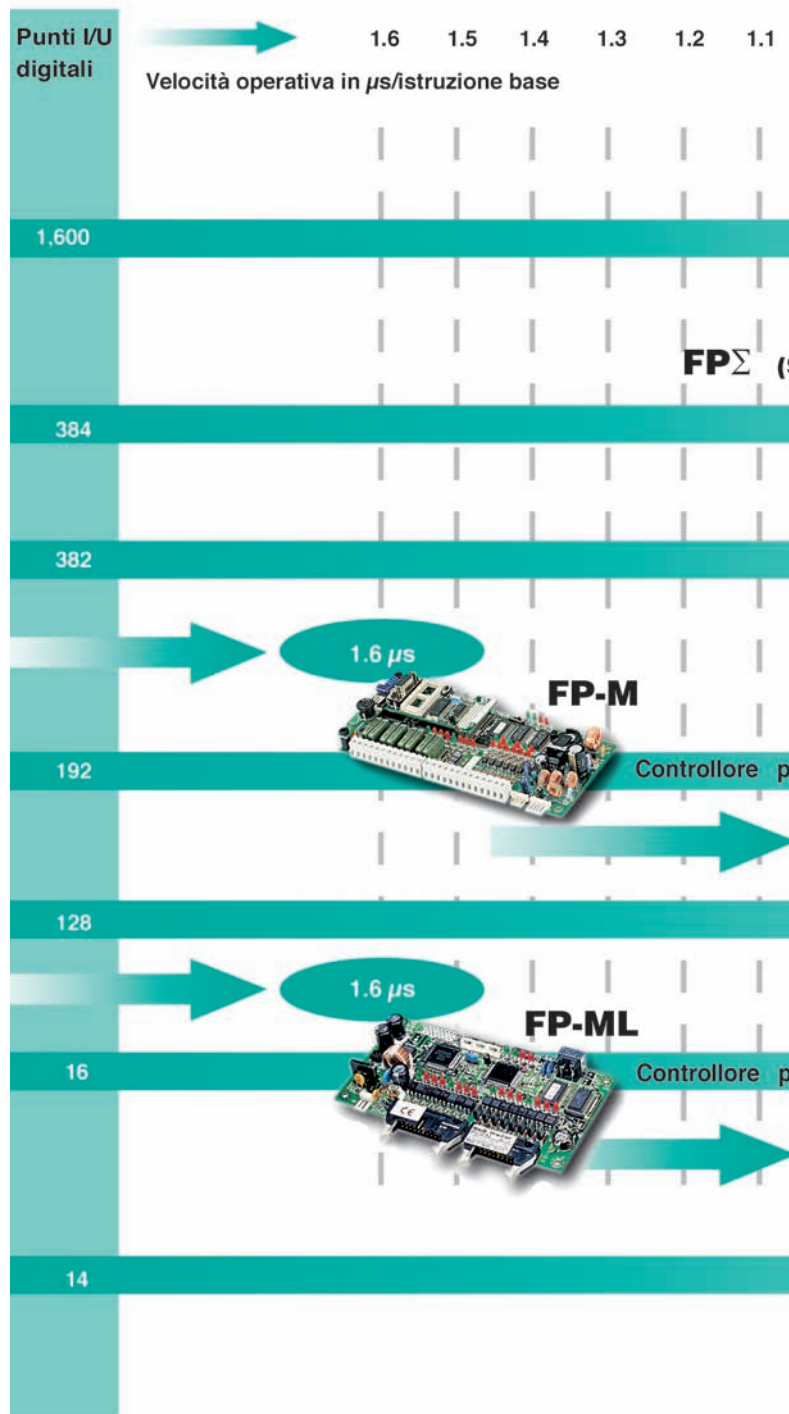 Punti I/U
digitali
1.6 1.5 1.4 1.3 1.2 1.1
Velocità operativa in µs/istruzione base
1,600
FPΣ (
384
382
1.6 µs
FP-M
192
Controllore p
128
1.6 µs
FP-ML
16
Controllore p
14